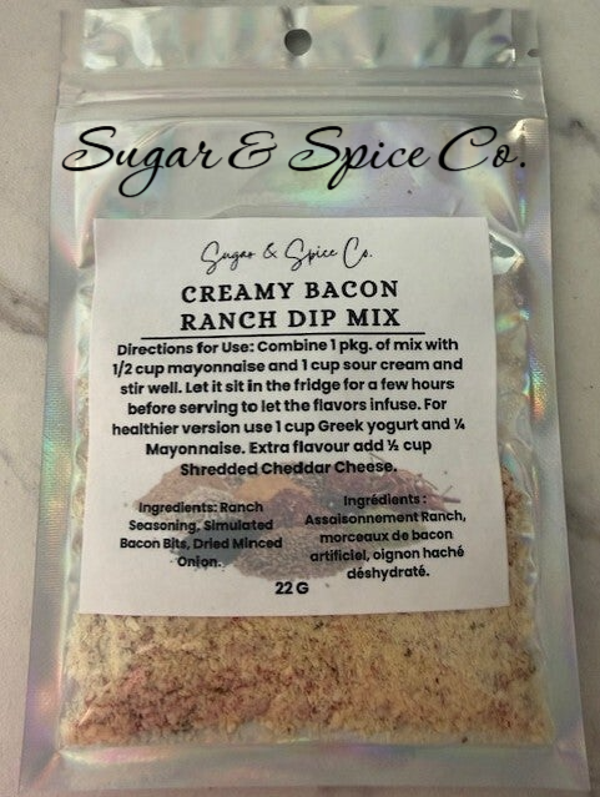 Sugar & Spice Co.
Sugar & Spice Co.
CREAMY BACON
RANCH DIP MIX
Directions for Use: Combine 1 pkg. of mix with
1/2 cup mayonnaise and 1 cup sour cream and
stir well. Let it sit in the fridge for a few hours
before serving to let the flavors infuse. For
healthier version use 1 cup Greek yogurt and ¼
Mayonnaise. Extra flavour add ½ cup
Shredded Cheddar Cheese.
Ingredients: Ranch
Seasoning, Simulated
Bacon Bits, Dried Minced
Onion.
Ingrédients :
Assaisonnement Ranch,
morceaux de bacon
artificiel, oignon haché
déshydraté.
22 G